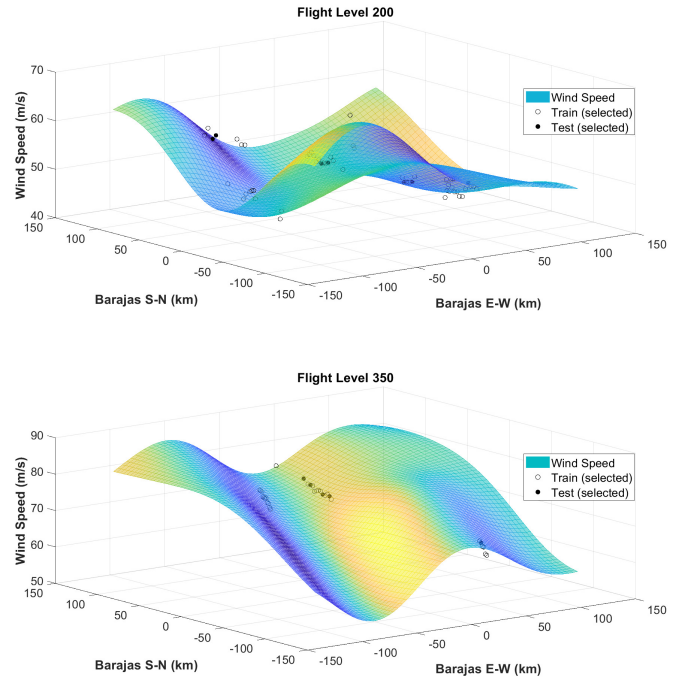 Flight Level 200
Wind Speed (m/s)
70
60
50
40
Wind Speed
Train (selected)
Test (selected)
150
100
50
0
-50
-100
-150
Barajas S-N (km)
-150
-100
-50
0
50
100
150
Barajas E-W (km)
Flight Level 350
Wind Speed (m/s)
90
80
70
60
50
Wind Speed
Train (selected)
Test (selected)
150
100
50
0
-50
-100
-150
Barajas S-N (km)
-150
-100
-50
0
50
100
150
Barajas E-W (km)